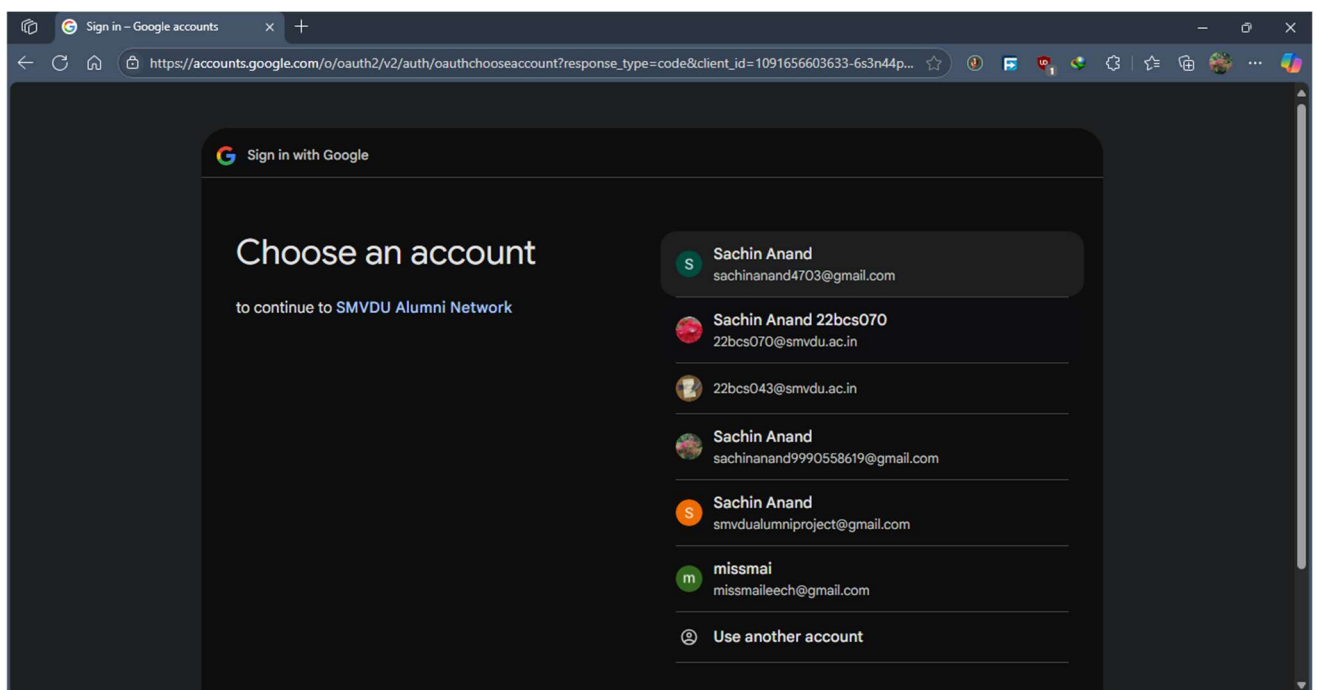 Sign in – Google accounts
https://accounts.google.com/o/oauth2/v2/auth/oauthchooseaccount?response_type=code&client_id=1091656603633-6s3n44p...
1
Sign in with Google
Choose an account
to continue to SMVDU Alumni Network
S
Sachin Anand
sachinanand4703@gmail.com
Sachin Anand 22bcs070
22bcs070@smvdu.ac.in
22bcs043@smvdu.ac.in
Sachin Anand
sachinanand9990558619@gmail.com
S
Sachin Anand
smvdualumniproject@gmail.com
m
missmai
missmaileech@gmail.com
Use another account